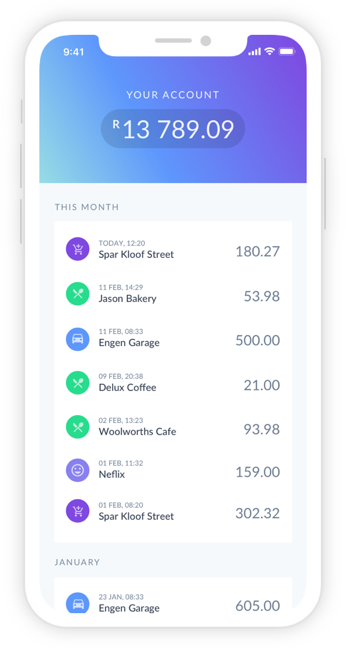 9:41
YOUR ACCOUNT
R13 789.09
THIS MONTH
TODAY, 12:20
Spar Kloof Street
180.27
11 FEB, 14:29
Jason Bakery
53.98
11 FEB, 08:33
Engen Garage
500.00
09 FEB, 20:38
Delux Coffee
21.00
02 FEB, 13:23
Woolworths Cafe
93.98
01 FEB, 11:32
Neflix
159.00
01 FEB, 08:20
Spar Kloof Street
302.32
JANUARY
23 JAN, 08:33
Engen Garage
605.00